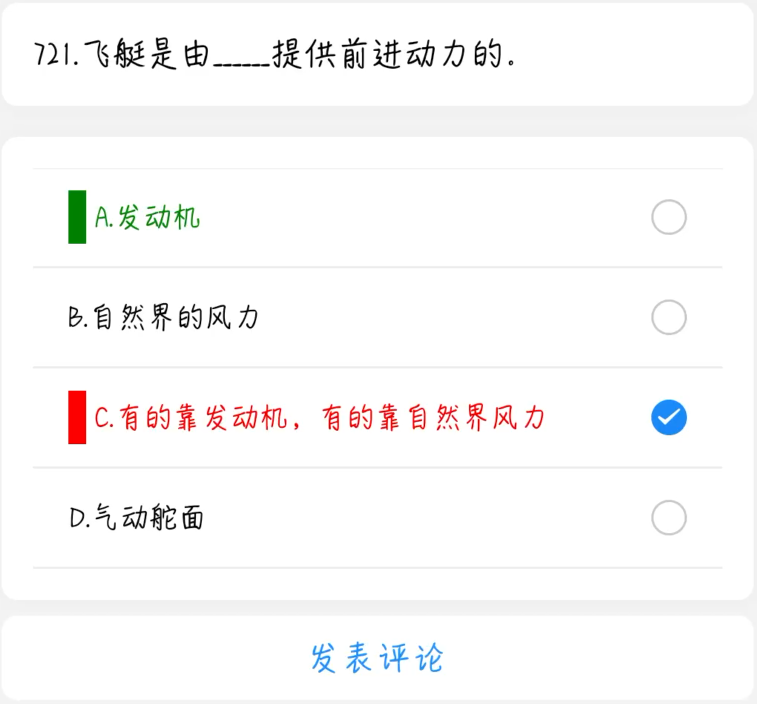 721.飞艇是由______提供前进动力的。
A.发动机
B.自然界的风力
C.有的靠发动机，有的靠自然界风力
D.气动舵面
发表评论